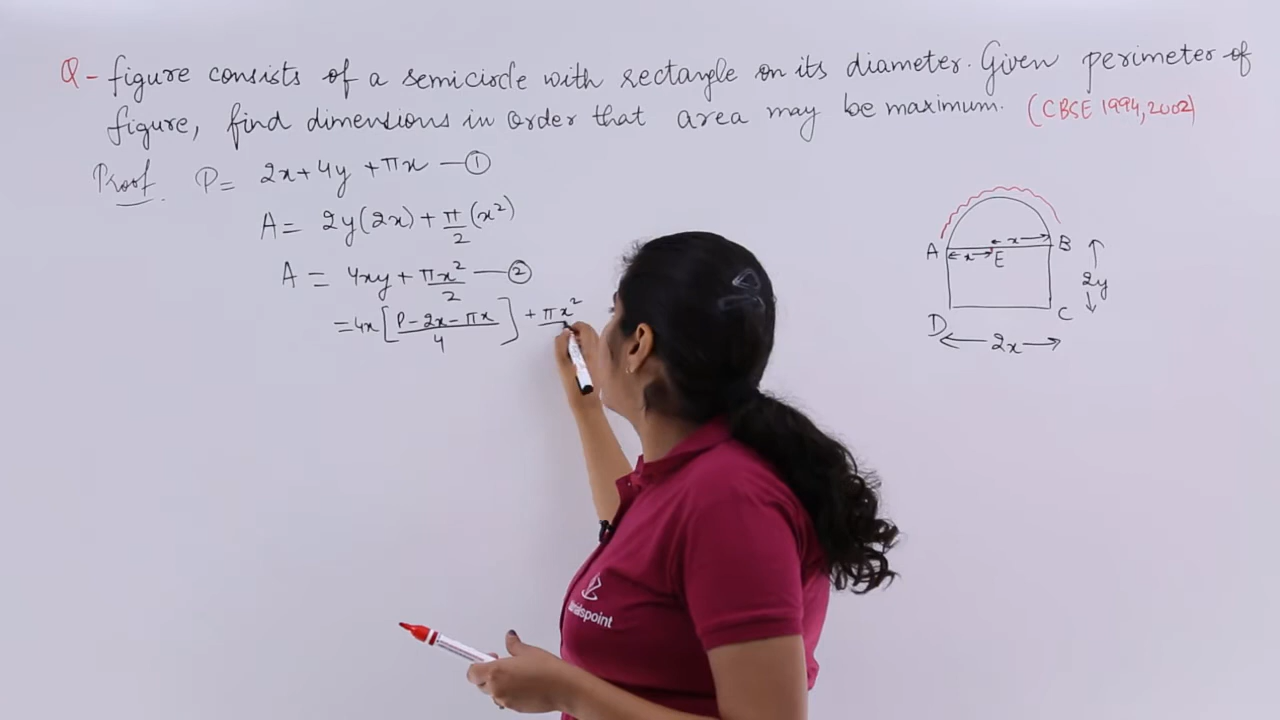 Q - figure consists of a semicircle with rectangle on its diameter. Given perimeter of
figure, find dimensions in order that area may be maximum. (CBSE 1994, 2002)
Proof. P = 2x + 4y + πx — ①
A = 2y(2x) + π/2 (x²)
A = 4xy + πx²/2 — ②
= 4x [P - 2x - πx / 4] + πx²
A x E x B
2y
D C
2x